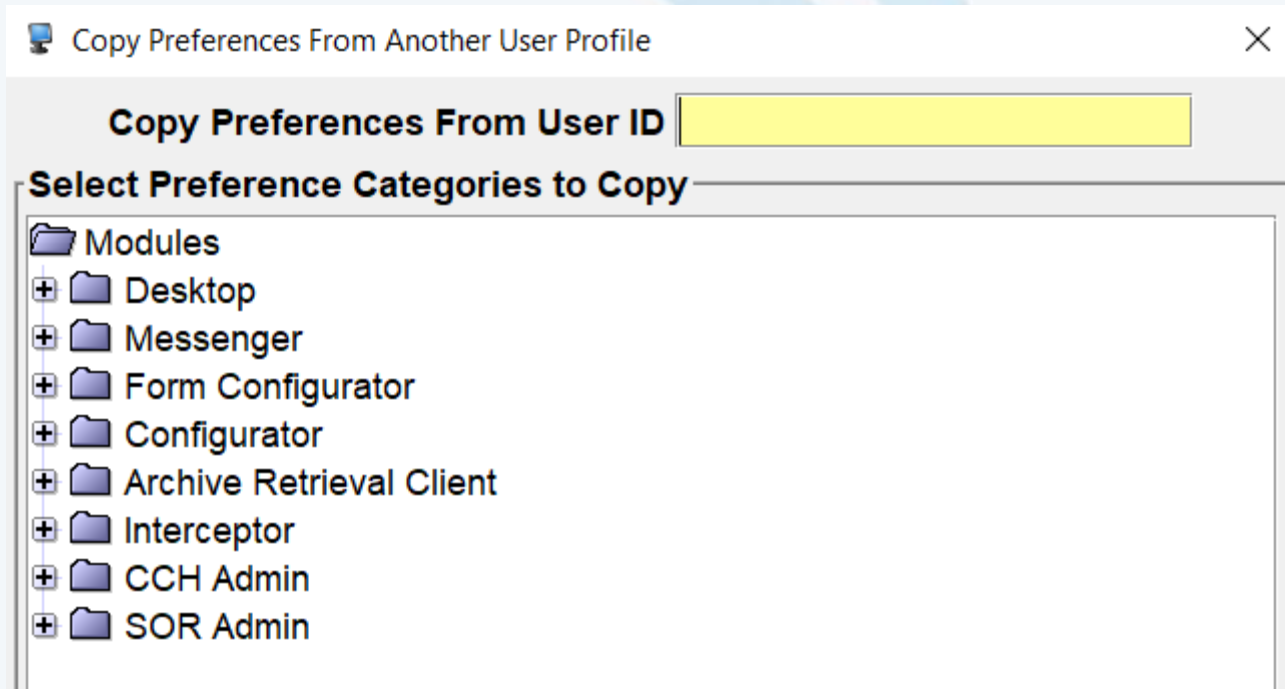 Copy Preferences From Another User Profile
Copy Preferences From User ID
Select Preference Categories to Copy
Modules
Desktop
Messenger
Form Configurator
Configurator
Archive Retrieval Client
Interceptor
CCH Admin
SOR Admin